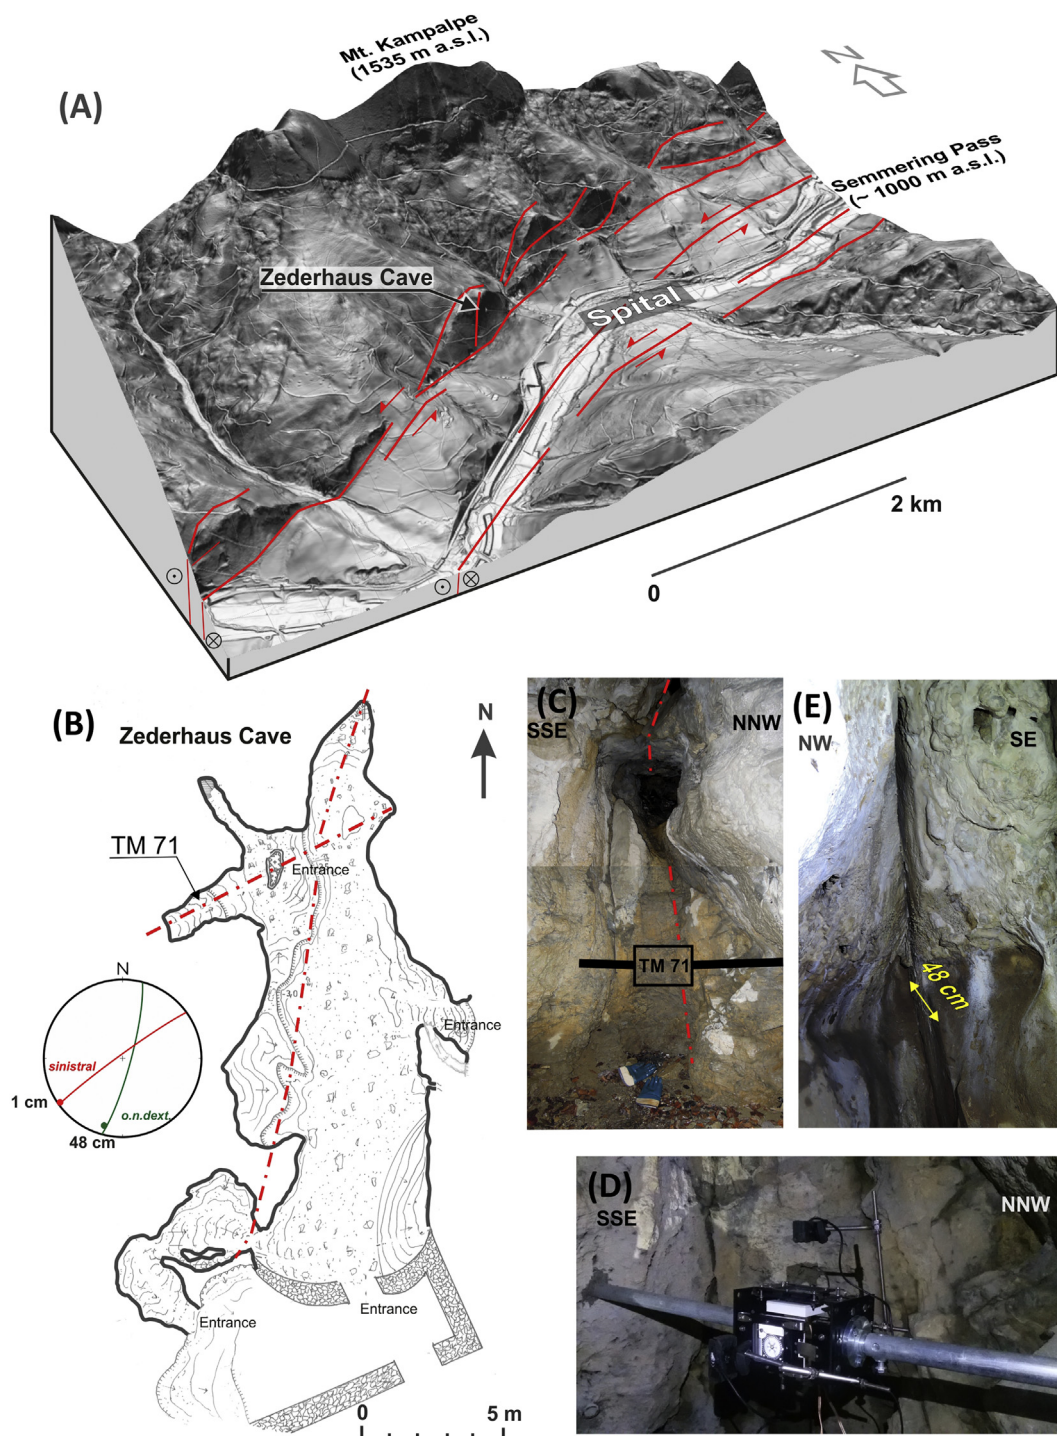 (A)
Mt. Kampalpe
(1535 m a.s.l.)
N
Semmering Pass
(~ 1000 m a.s.l.)
Zederhaus Cave
Spital
2 km
0
(B)
Zederhaus Cave
N
TM 71
Entrance
Entrance
N
sinistral
1 cm
o.n.dext.
48 cm
Entrance
Entrance
0
5 m
(C)
SSE
NNW
TM 71
(E)
NW
SE
48 cm
(D)
SSE
NNW